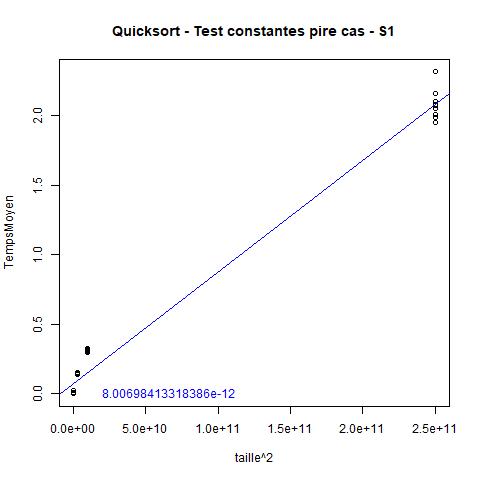 Quicksort - Test constantes pire cas - S1
TempsMoyen
2.0
1.5
1.0
0.5
0.0
8.00698413318386e-12
0.0e+00 5.0e+10 1.0e+11 1.5e+11 2.0e+11 2.5e+11
taille^2